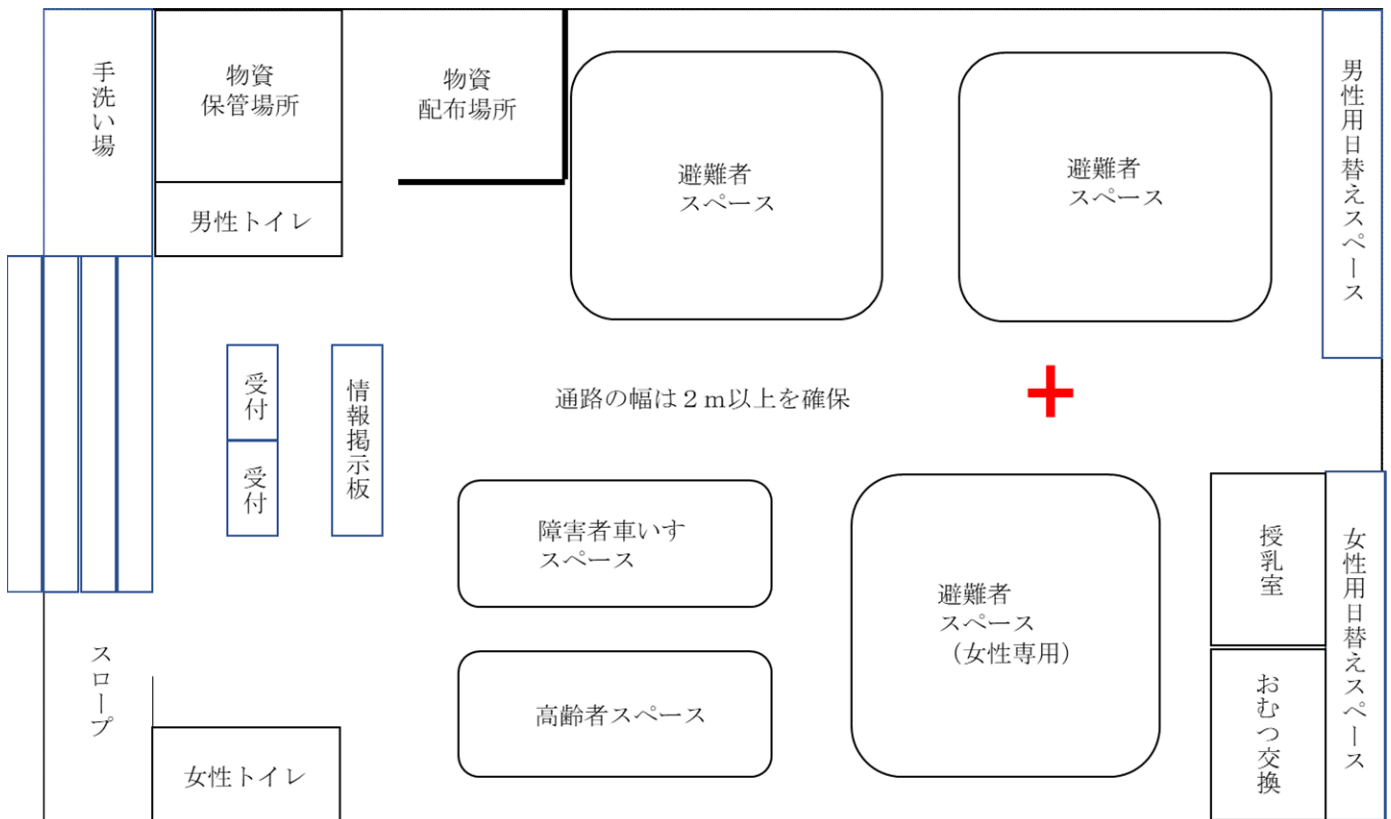 手洗い場
物資
保管場所
物資
配布場所
避難者
スペース
避難者
スペース
男性用日替えスペース
男性トイレ
受付
受付
情報掲示板
通路の幅は２ｍ以上を確保
障害者車いす
スペース
避難者
スペース
（女性専用）
授乳室
女性用日替えスペース
スロープ
高齢者スペース
おむつ交換
女性トイレ